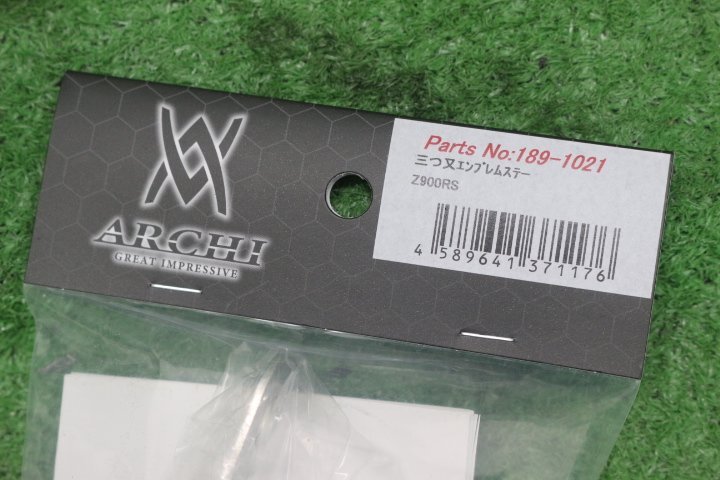 ARCHI
GREAT IMPRESSIVE
Parts No:189-1021
三つ又エンブレムステー
Z900RS
4 589641 371176